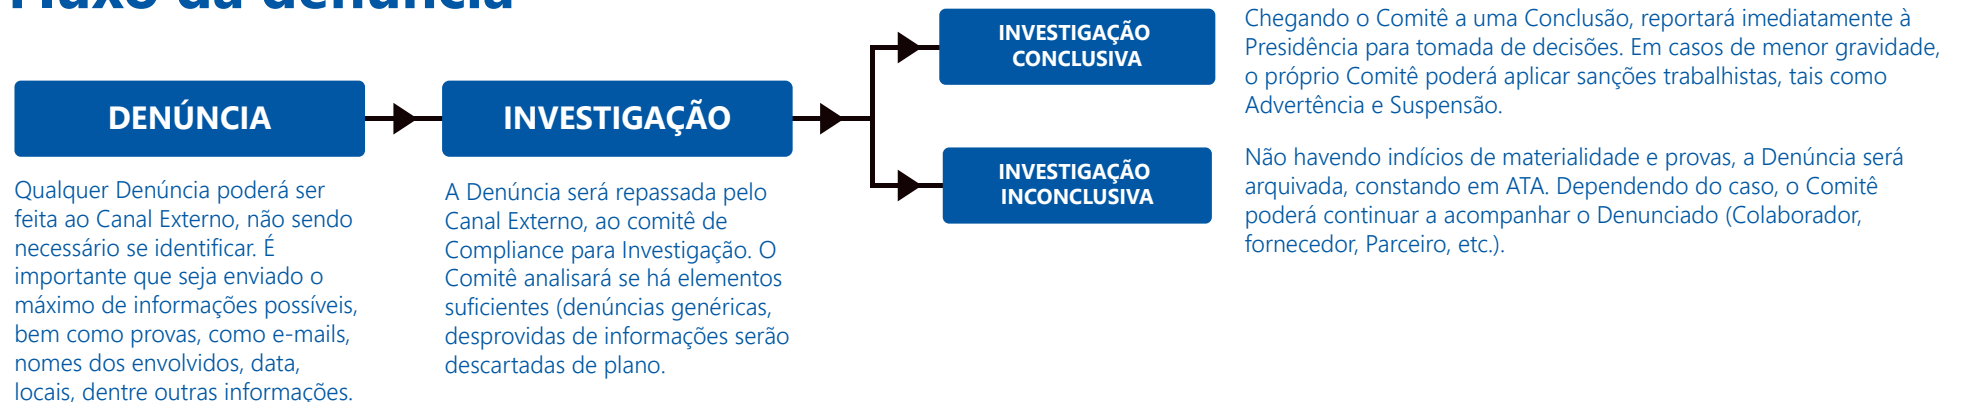 Fluxo da denúncia
DENÚNCIA
Qualquer Denúncia poderá ser
feita ao Canal Externo, não sendo
necessário se identificar. É
importante que seja enviado o
máximo de informações possíveis,
bem como provas, como e-mails,
nomes dos envolvidos, data,
locais, dentre outras informações.
INVESTIGAÇÃO
A Denúncia será repassada pelo
Canal Externo, ao comitê de
Compliance para Investigação. O
Comitê analisará se há elementos
suficientes (denúncias genéricas,
desprovidas de informações serão
descartadas de plano.
INVESTIGAÇÃO
CONCLUSIVA
Chegando o Comitê a uma Conclusão, reportará imediatamente à
Presidência para tomada de decisões. Em casos de menor gravidade,
o próprio Comitê poderá aplicar sanções trabalhistas, tais como
Advertência e Suspensão.
INVESTIGAÇÃO
INCONCLUSIVA
Não havendo indícios de materialidade e provas, a Denúncia será
arquivada, constando em ATA. Dependendo do caso, o Comitê
poderá continuar a acompanhar o Denunciado (Colaborador,
fornecedor, Parceiro, etc.).